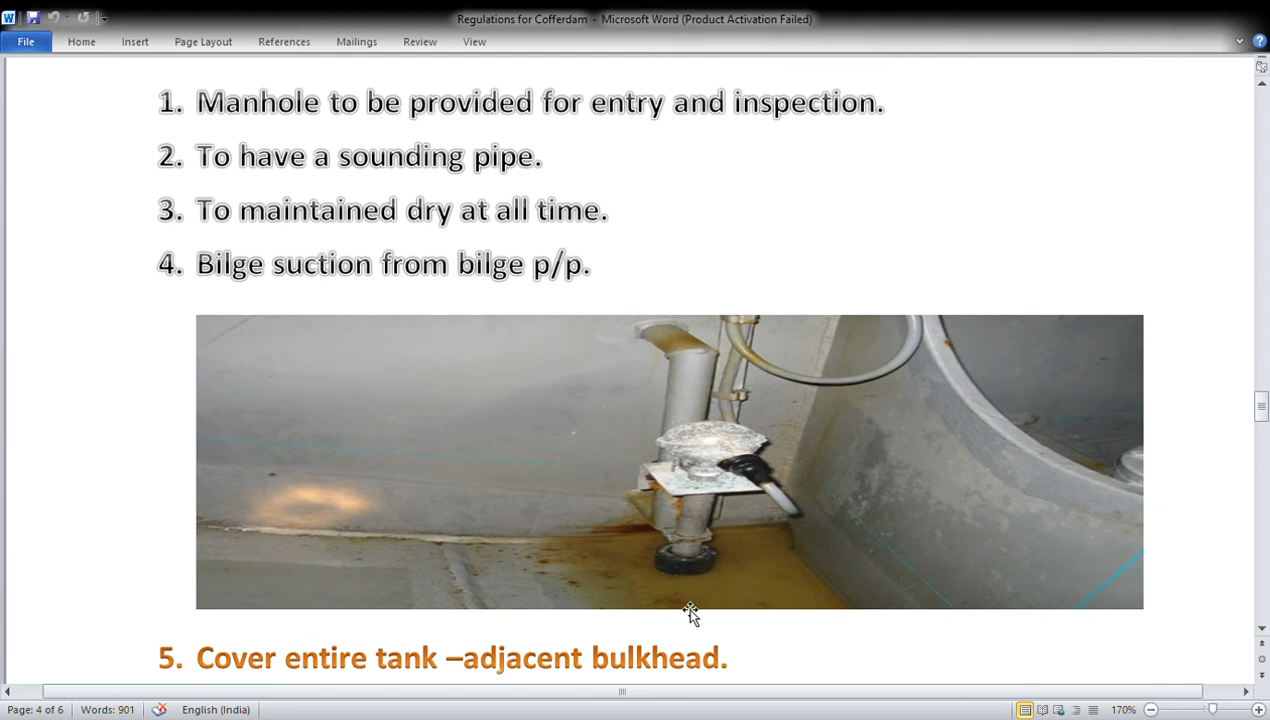 Regulations for Cofferdam - Microsoft Word (Product Activation Failed)
File Home Insert Page Layout References Mailings Review View
1. Manhole to be provided for entry and inspection.
2. To have a sounding pipe.
3. To maintained dry at all time.
4. Bilge suction from bilge p/p.
5. Cover entire tank –adjacent bulkhead.
Page: 4 of 6 Words: 901 English (India) 170%